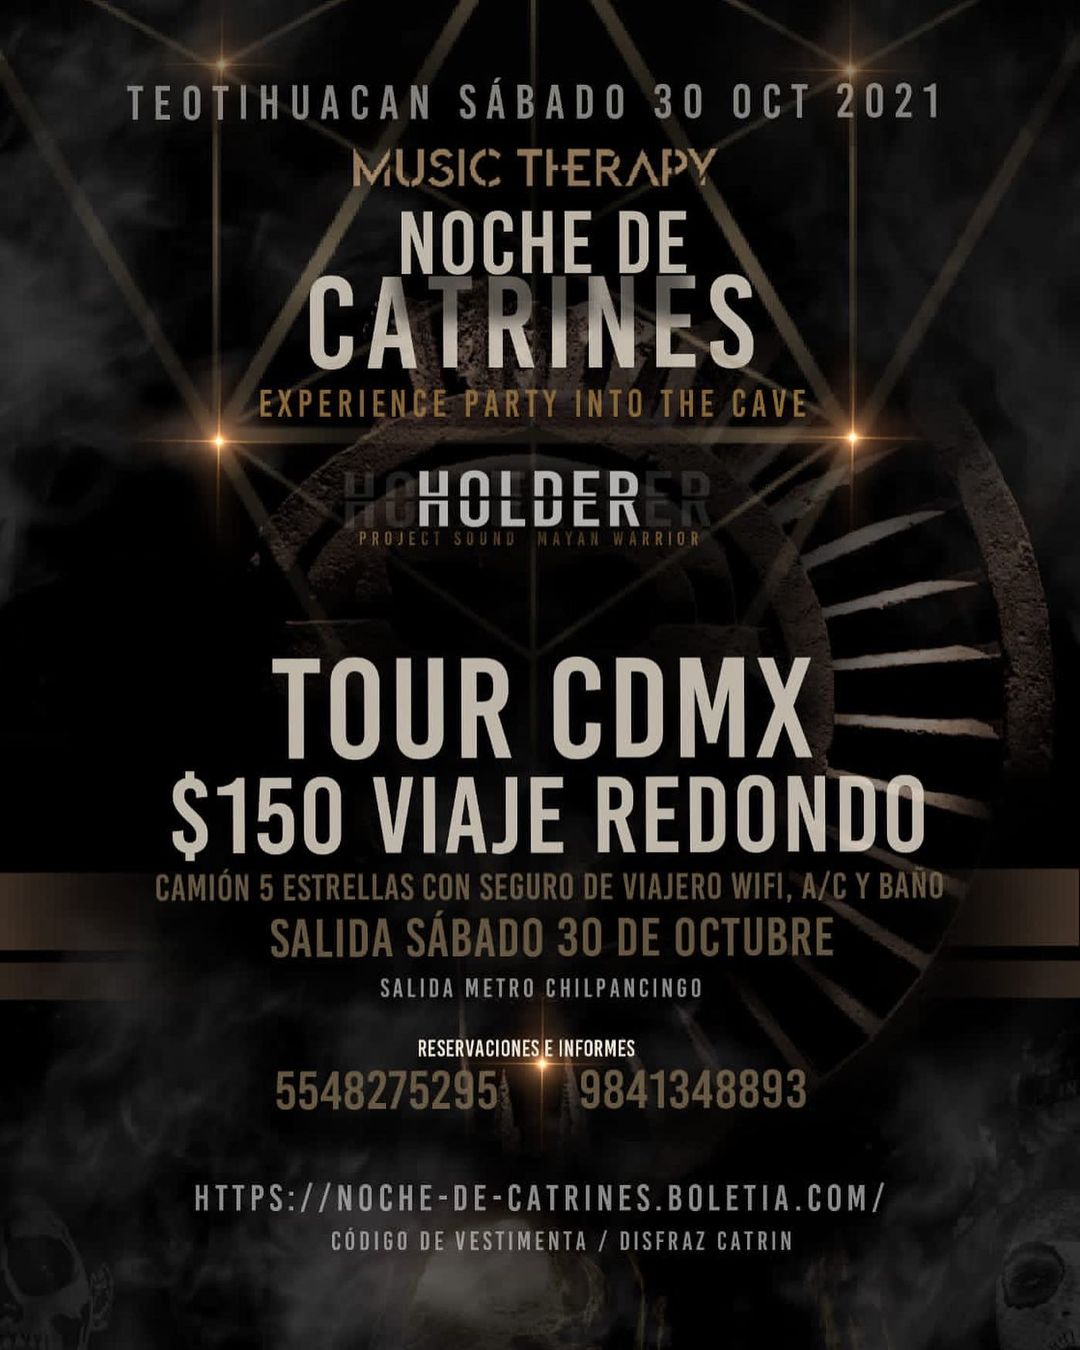 TEOTIHUACAN SÁBADO 30 OCT 2021
MUSIC THERAPY
NOCHE DE
CATRINES
EXPERIENCE PARTY INTO THE CAVE
HOLDER
PROJECT SOUND MAYAN WARRIOR
TOUR CDMX
$150 VIAJE REDONDO
CAMIÓN 5 ESTRELLAS CON SEGURO DE VIAJERO WIFI, A/C Y BAÑO
SALIDA SÁBADO 30 DE OCTUBRE
SALIDA METRO CHILPANCINGO
RESERVACIONES E INFORMES
5548275295 9841348893
HTTPS://NOCHE-DE-CATRINES.BOLETIA.COM/
CÓDIGO DE VESTIMENTA / DISFRAZ CATRIN